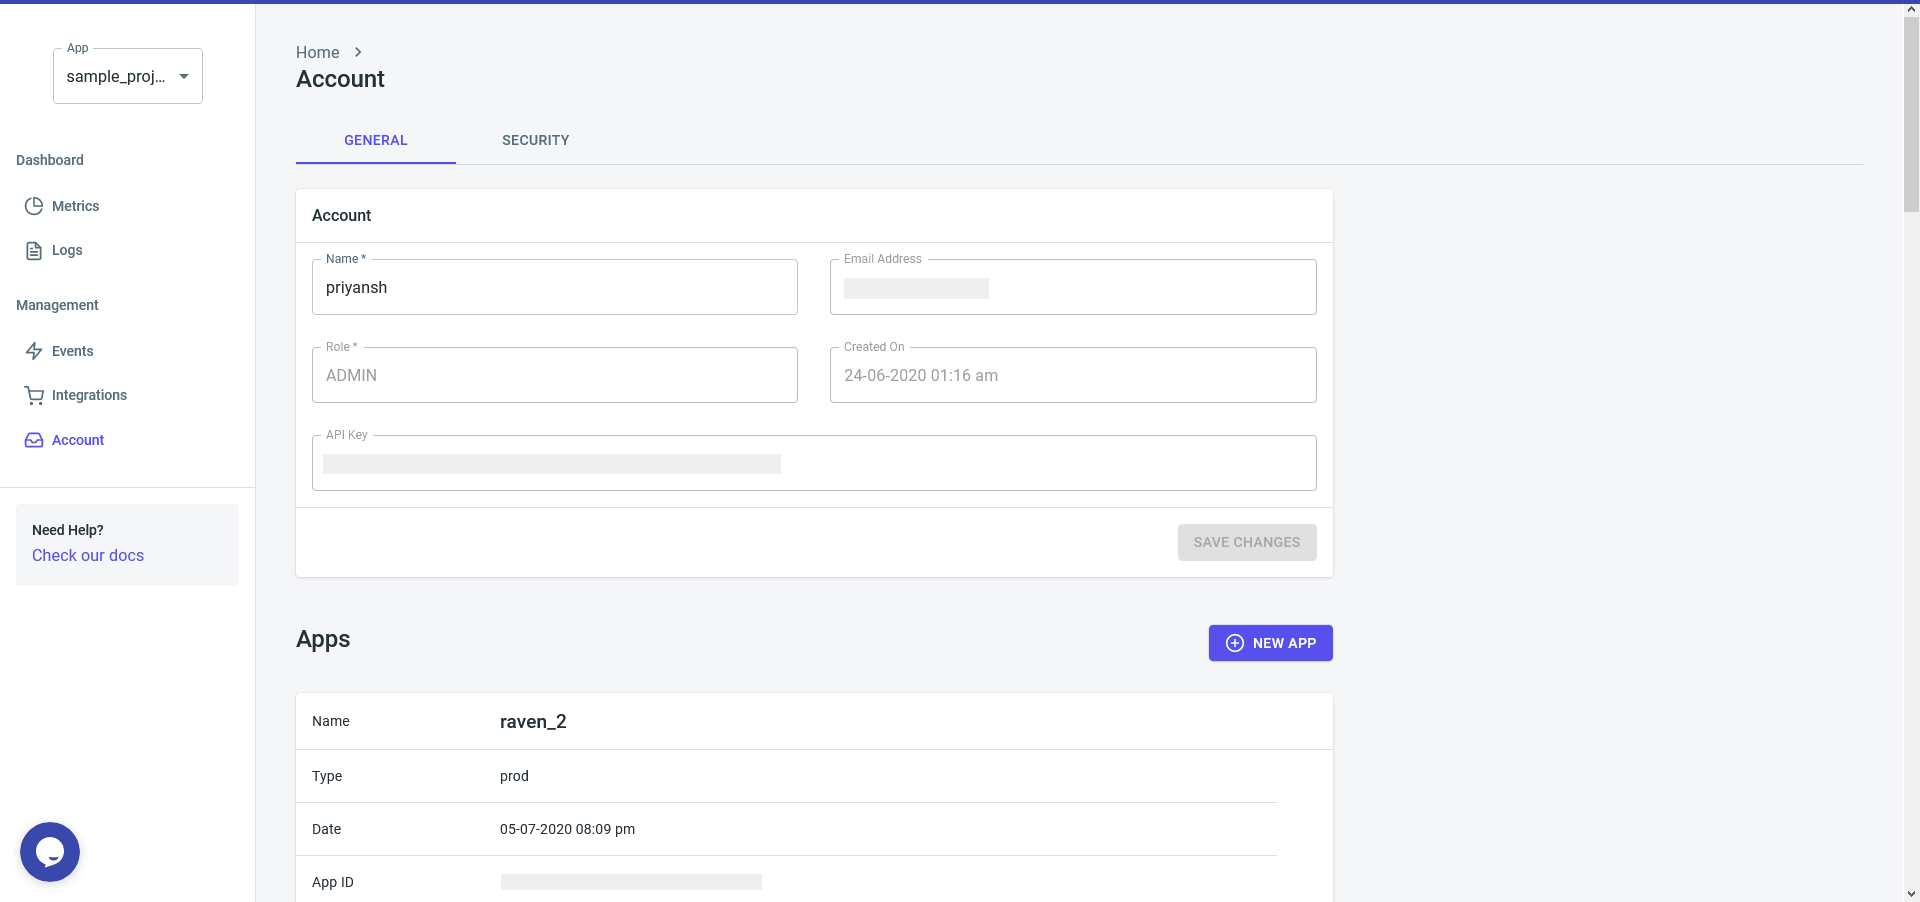 App
sample_proj...
Dashboard
Metrics
Logs
Management
Events
Integrations
Account
Need Help?
Check our docs
Home
Account
GENERAL SECURITY
Account
Name *
priyansh
Email Address
Role *
ADMIN
Created On
24-06-2020 01:16 am
API Key
SAVE CHANGES
Apps
NEW APP
Name raven_2
Type prod
Date 05-07-2020 08:09 pm
App ID